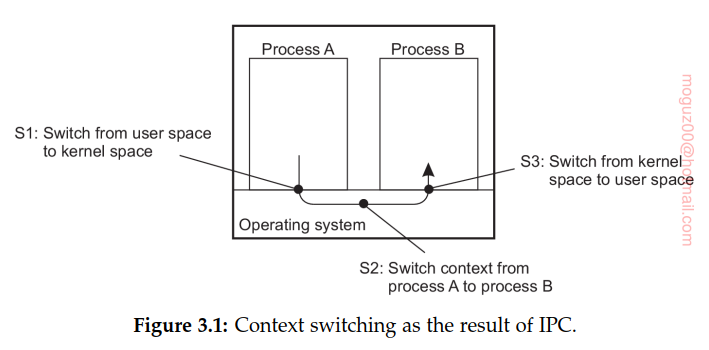 Process A
Process B
S1: Switch from user space
to kernel space
S3: Switch from kernel
space to user space
Operating system
S2: Switch context from
process A to process B
Figure 3.1: Context switching as the result of IPC.
moguz00@hotmail.com